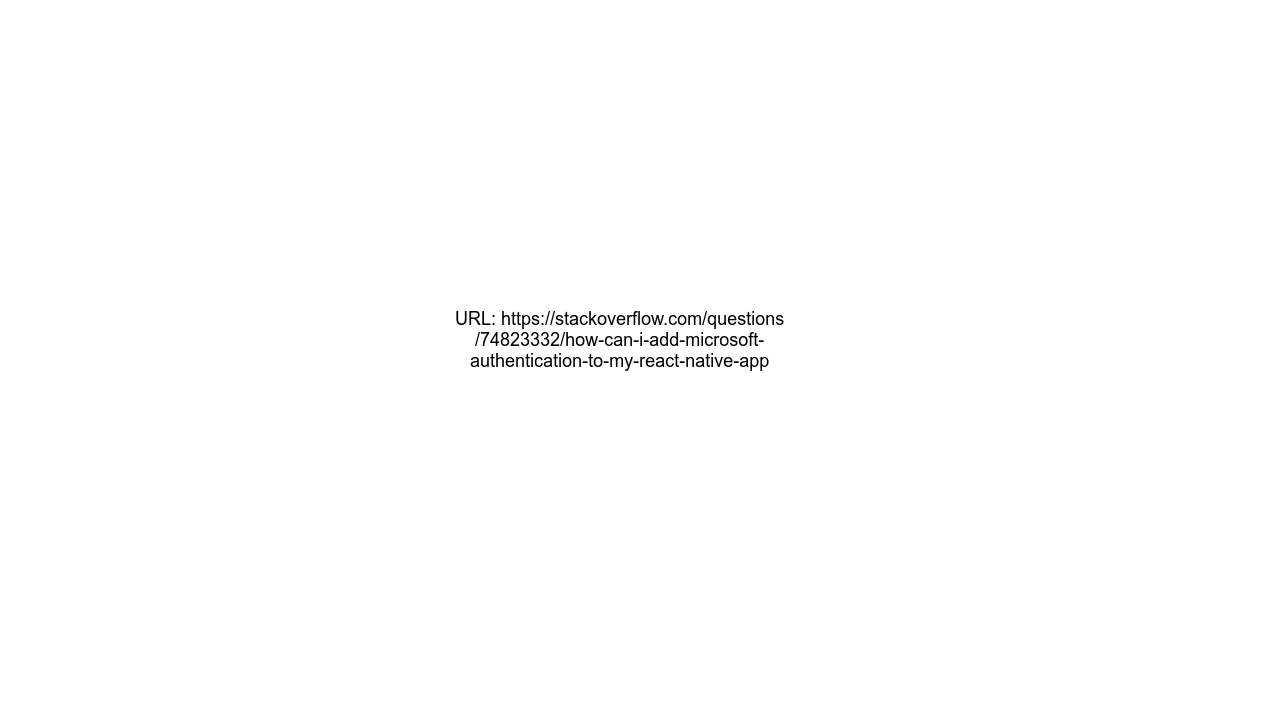 URL: https://stackoverflow.com/questions
/74823332/how-can-i-add-microsoft-
authentication-to-my-react-native-app